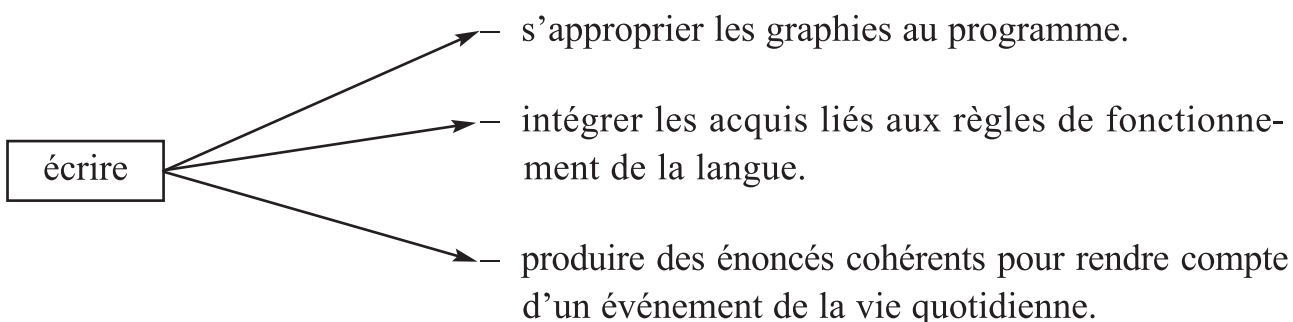 – s’approprier les graphies au programme.
– intégrer les acquis liés aux règles de fonctionne-
ment de la langue.
écrire
– produire des énoncés cohérents pour rendre compte
d’un événement de la vie quotidienne.